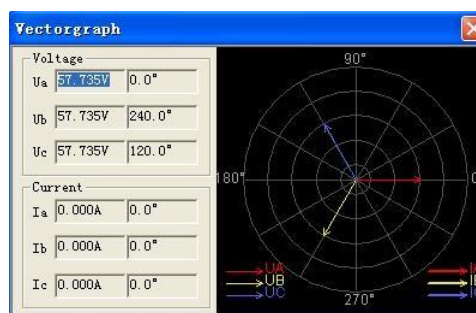 Vectorgraph
Voltage
Ua 57.735V 0.0°
Ub 57.735V 240.0°
Uc 57.735V 120.0°
Current
Ia 0.000A 0.0°
Ib 0.000A 0.0°
Ic 0.000A 0.0°
90°
180°
UA
UB
UC
270°